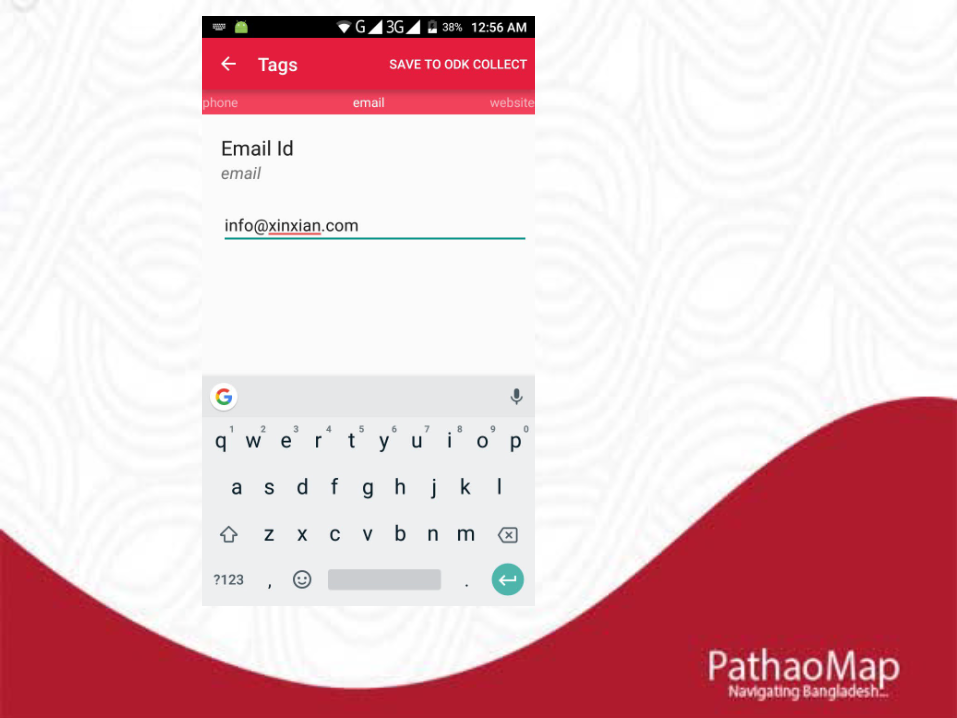 G 3G 38% 12:56 AM
Tags SAVE TO ODK COLLECT
phone email website
Email Id
email
info@xinxian.com
G
1 2 3 4 5 6 7 8 9 0
q w e r t y u i o p
a s d f g h j k l
z x c v b n m
?123 , .
PathaoMap
Navigating Bangladesh...